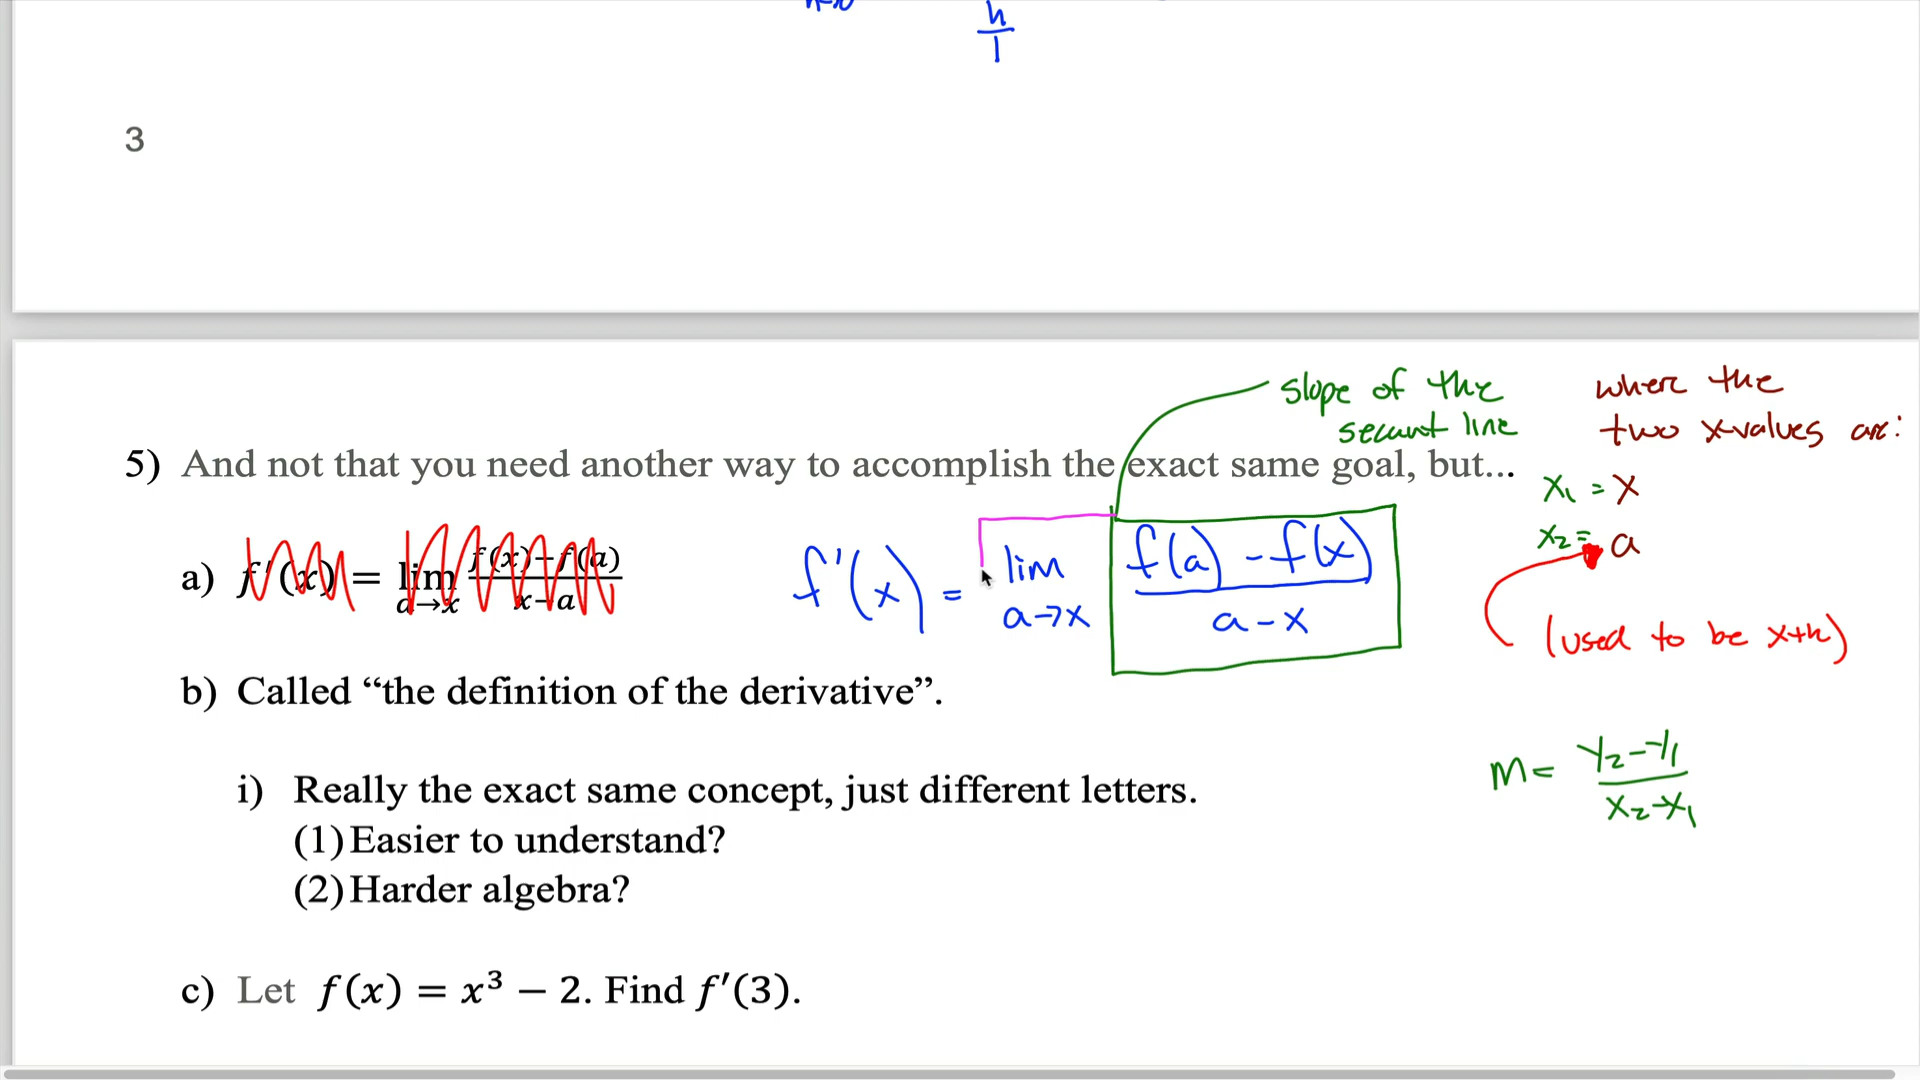 h→0
h
1
3
slope of the
secant line
where the
two x-values are:
5) And not that you need another way to accomplish the exact same goal, but...
x₁ = x
x₂ = a
a) f′(x) = lim a→x f(x)−f(a) / x−a
f'(x) = lim a→x f(a) - f(x) / a - x
(used to be x+h)
b) Called “the definition of the derivative”.
m = y₂-y₁ / x₂-x₁
i) Really the exact same concept, just different letters.
(1) Easier to understand?
(2) Harder algebra?
c) Let f(x) = x³ − 2. Find f′(3).